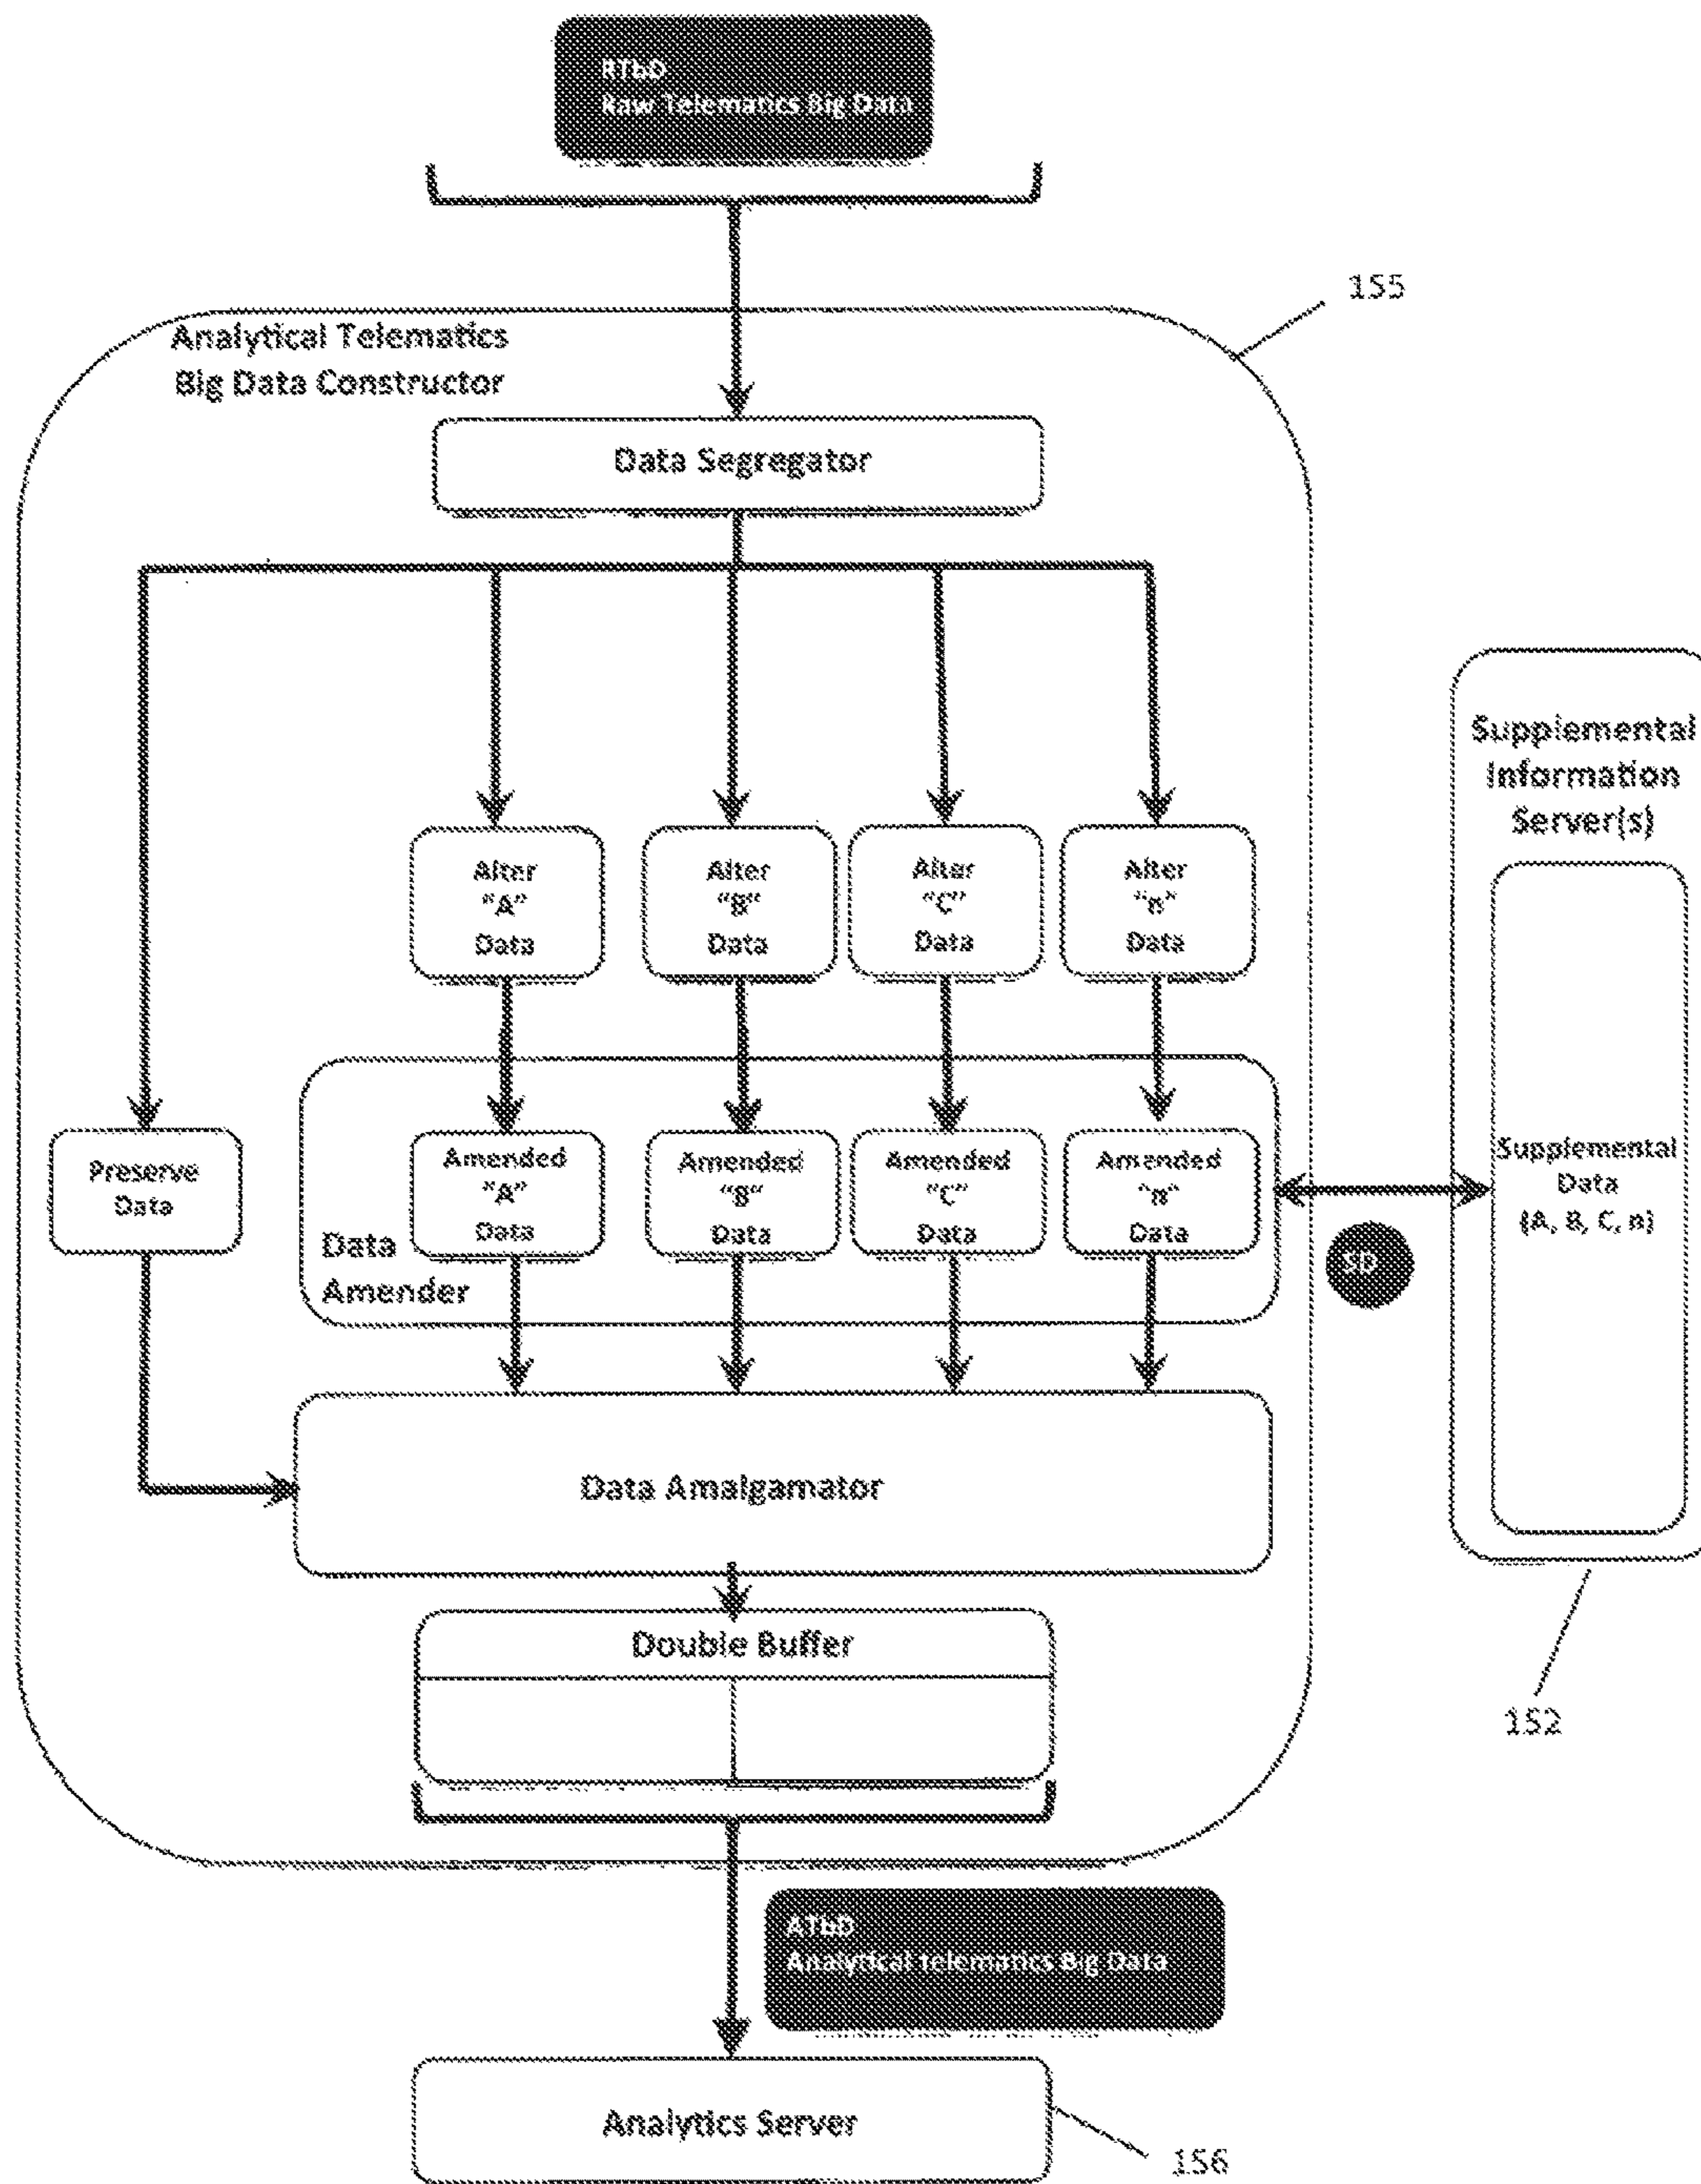 RTbD
Raw Telematics Big Data
155
Analytical Telematics
Big Data Constructor
Data Segregator
Supplemental
Information
Server(s)
Alter
"A"
Data
Alter
"B"
Data
Alter
"C"
Data
Alter
"n"
Data
Preserve
Data
Amended
"A"
Data
Amended
"B"
Data
Amended
"C"
Data
Amended
"n"
Data
Data
Amender
Supplemental
Data
(A, B, C, n)
SD
Data Amalgamator
Double Buffer
152
ATbD
Analytical telematics Big Data
Analytics Server
156